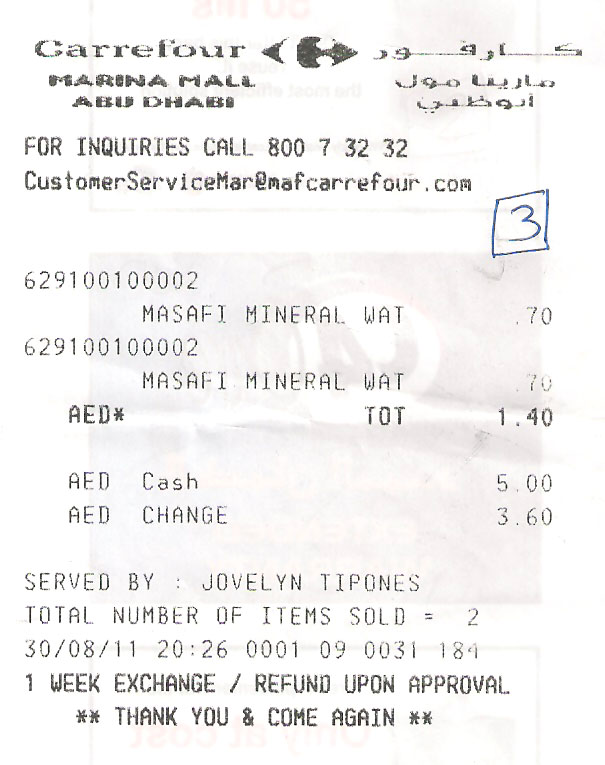 Carrefour كارفور
MARINA MALL مارينا مول
ABU DHABI أبوظبي
FOR INQUIRIES CALL 800 7 32 32
CustomerServiceMar@mafcarrefour.com
3
629100100002
MASAFI MINERAL WAT .70
629100100002
MASAFI MINERAL WAT .70
AED* TOT 1.40
AED Cash 5.00
AED CHANGE 3.60
SERVED BY : JOVELYN TIPONES
TOTAL NUMBER OF ITEMS SOLD = 2
30/08/11 20:26 0001 09 0031 184
1 WEEK EXCHANGE / REFUND UPON APPROVAL
** THANK YOU & COME AGAIN **